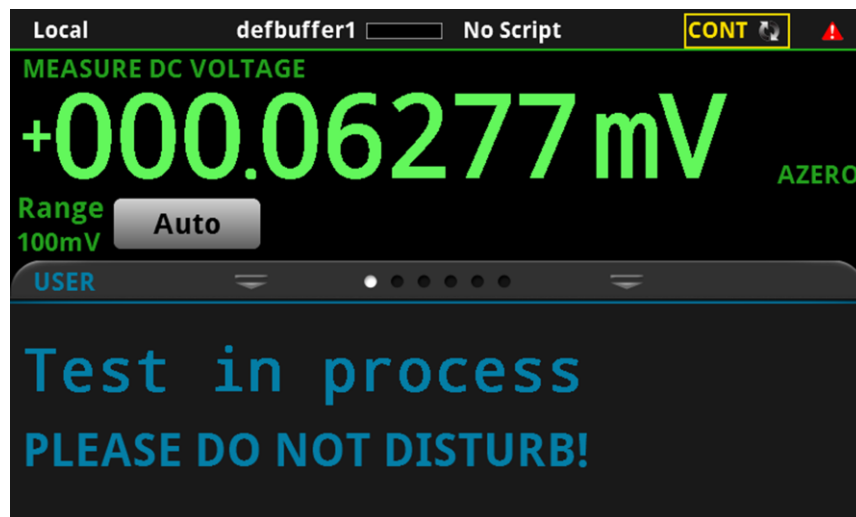 Local defbuffer1 No Script CONT
MEASURE DC VOLTAGE
+000.06277 mV
AZERO
Range
100mV
Auto
USER
Test in process
PLEASE DO NOT DISTURB!